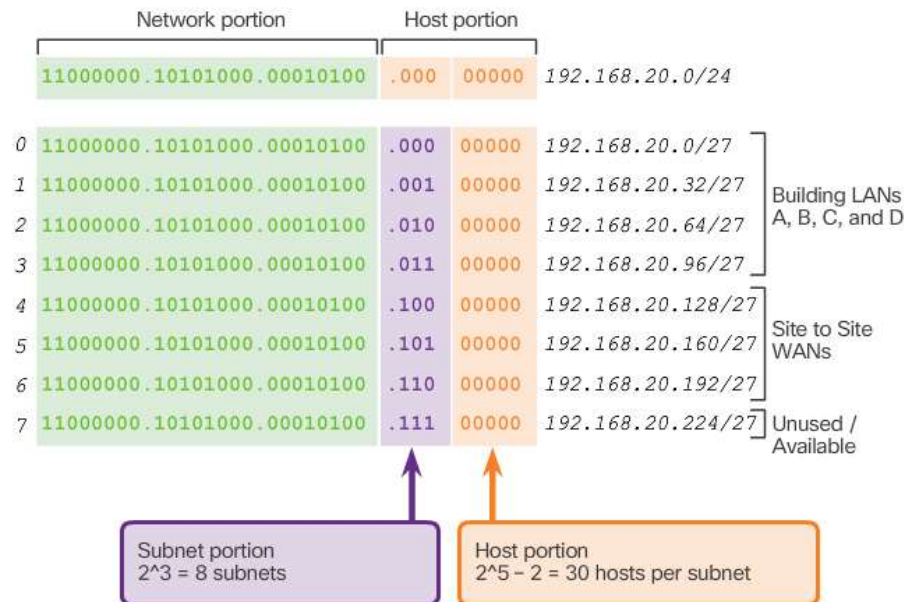 Network portion Host portion
11000000.10101000.00010100 .000 00000 192.168.20.0/24
0 11000000.10101000.00010100 .000 00000 192.168.20.0/27
1 11000000.10101000.00010100 .001 00000 192.168.20.32/27
2 11000000.10101000.00010100 .010 00000 192.168.20.64/27
3 11000000.10101000.00010100 .011 00000 192.168.20.96/27
Building LANs
A, B, C, and D
4 11000000.10101000.00010100 .100 00000 192.168.20.128/27
5 11000000.10101000.00010100 .101 00000 192.168.20.160/27
6 11000000.10101000.00010100 .110 00000 192.168.20.192/27
Site to Site
WANs
7 11000000.10101000.00010100 .111 00000 192.168.20.224/27
Unused /
Available
Subnet portion
2^3 = 8 subnets
Host portion
2^5 – 2 = 30 hosts per subnet